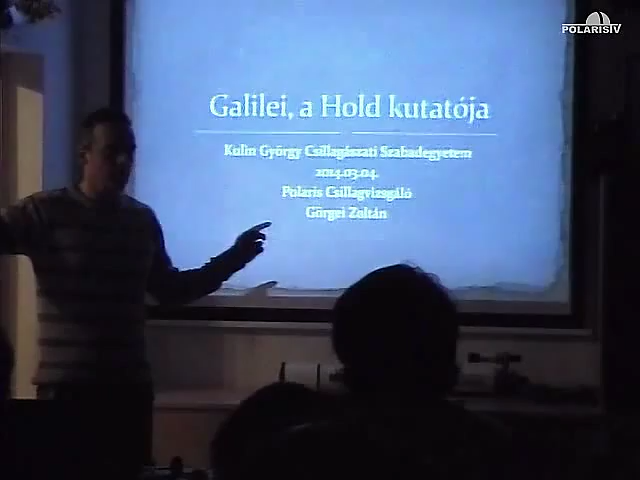 POLARISTV
Galilei, a Hold kutatója
Kulin György Csillagászati Szabadegyetem
2014.03.04.
Polaris Csillagvizsgáló
Görgei Zoltán